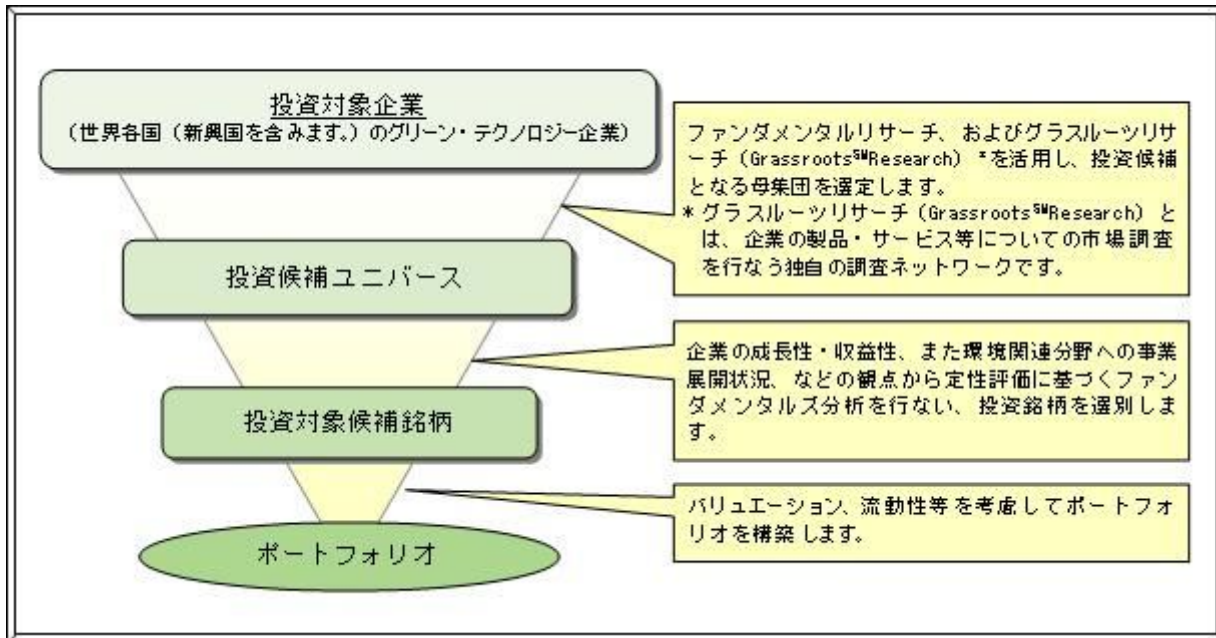 投資対象企業
(世界各国(新興国を含みます。)のグリーン・テクノロジー企業)
ファンダメンタルリサーチ、およびグラスルーツリサ
ーチ(Grassroots℠Research)*を活用し、投資候補
となる母集団を選定します。
*グラスルーツリサーチ(Grassroots℠Research)と
は、企業の製品・サービス等についての市場調査
を行なう独自の調査ネットワークです。
投資候補ユニバース
企業の成長性・収益性、また環境関連分野への事業
展開状況、などの観点から定性評価に基づくファン
ダメンタルズ分析を行ない、投資銘柄を選別しま
す。
投資対象候補銘柄
バリュエーション、流動性等を考慮してポートフォ
リオを構築します。
ポートフォリオ